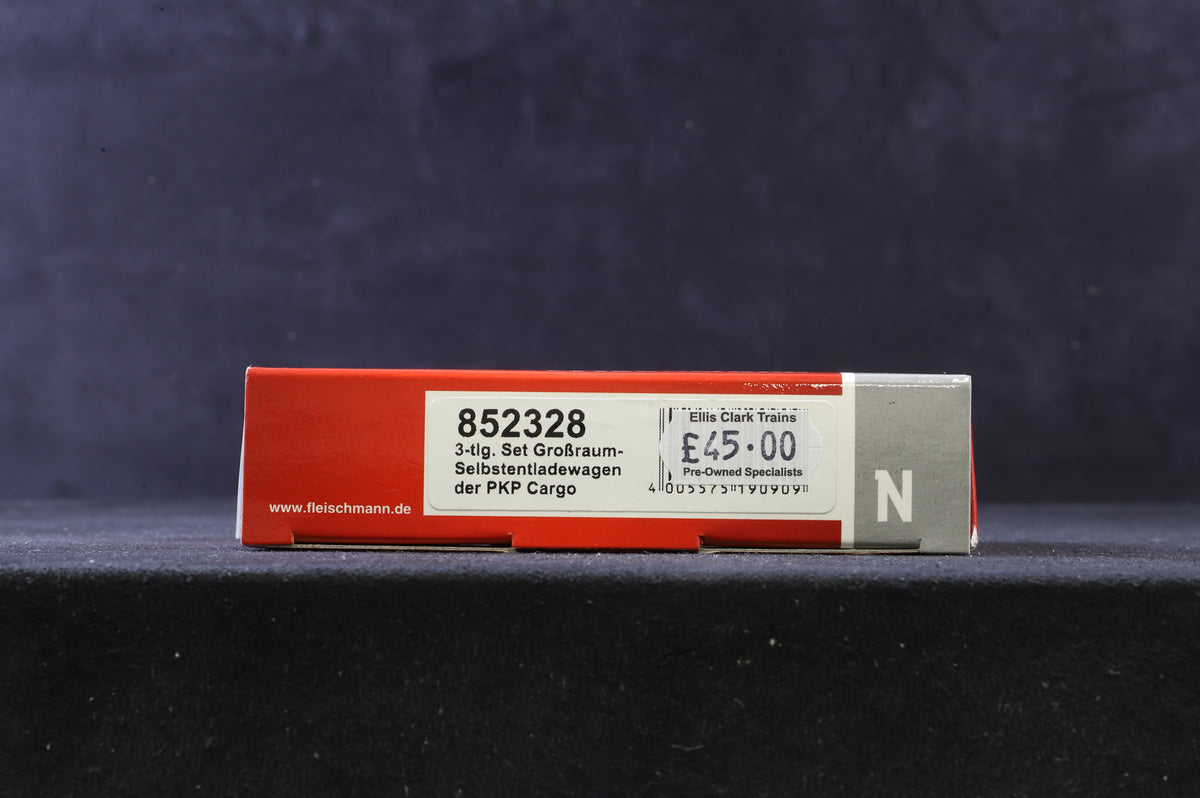 852328
3-tlg. Set Großraum-
Selbstentladewagen
der PKP Cargo
Ellis Clark Trains
£45.00
Pre-Owned Specialists
4 005575 190909
www.fleischmann.de
N